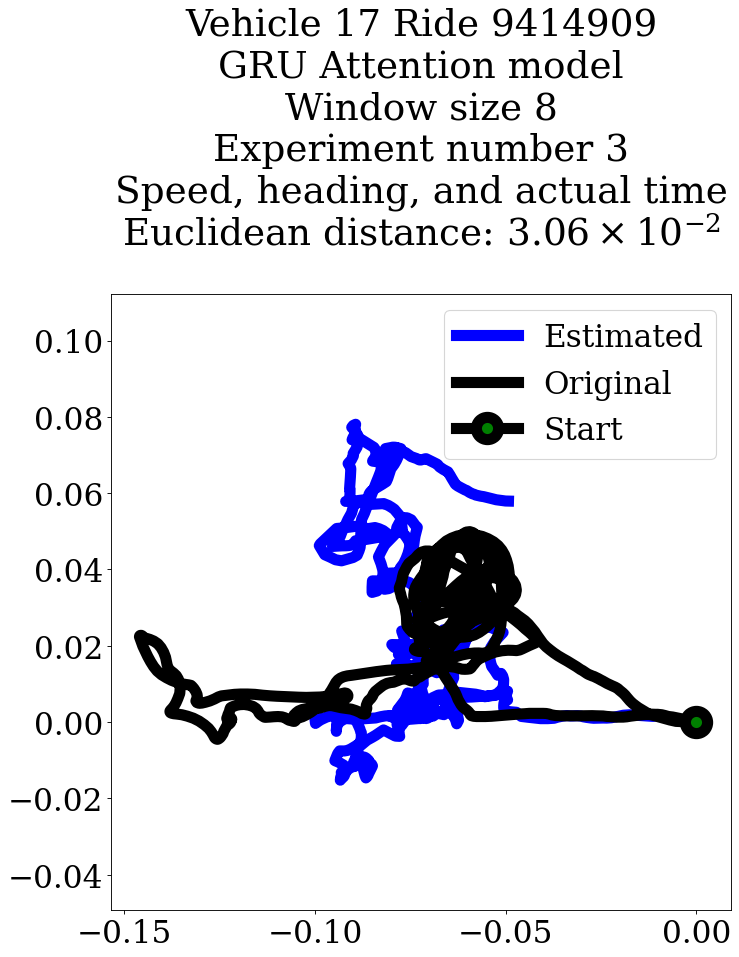 Vehicle 17 Ride 9414909
GRU Attention model
Window size 8
Experiment number 3
Speed, heading, and actual time
Euclidean distance: 3.06 × 10⁻²
Estimated
Original
Start
0.10
0.08
0.06
0.04
0.02
0.00
−0.02
−0.04
−0.15 −0.10 −0.05 0.00